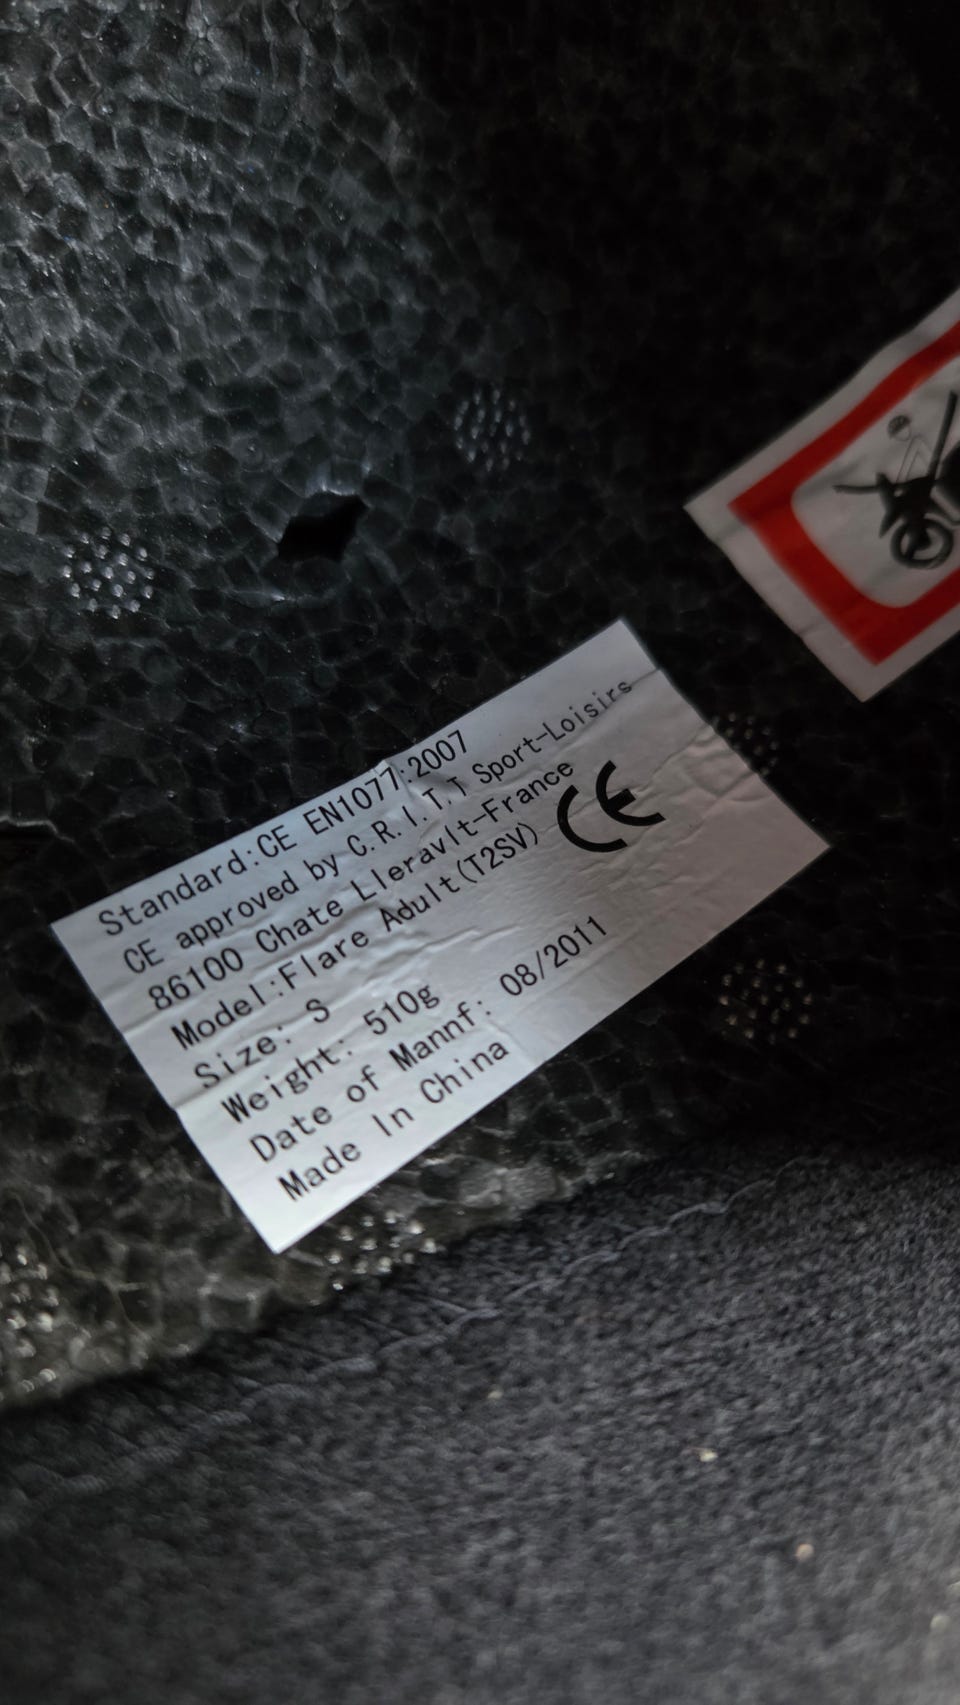 Standard:CE EN1077:2007
CE approved by C.R.I.T.T Sport-Loisirs
86100 Chate Lleravlt-France
Model:Flare Adult(T2SV)
CE
Size: S
Weight: 510g
Date of Mannf: 08/2011
Made In China